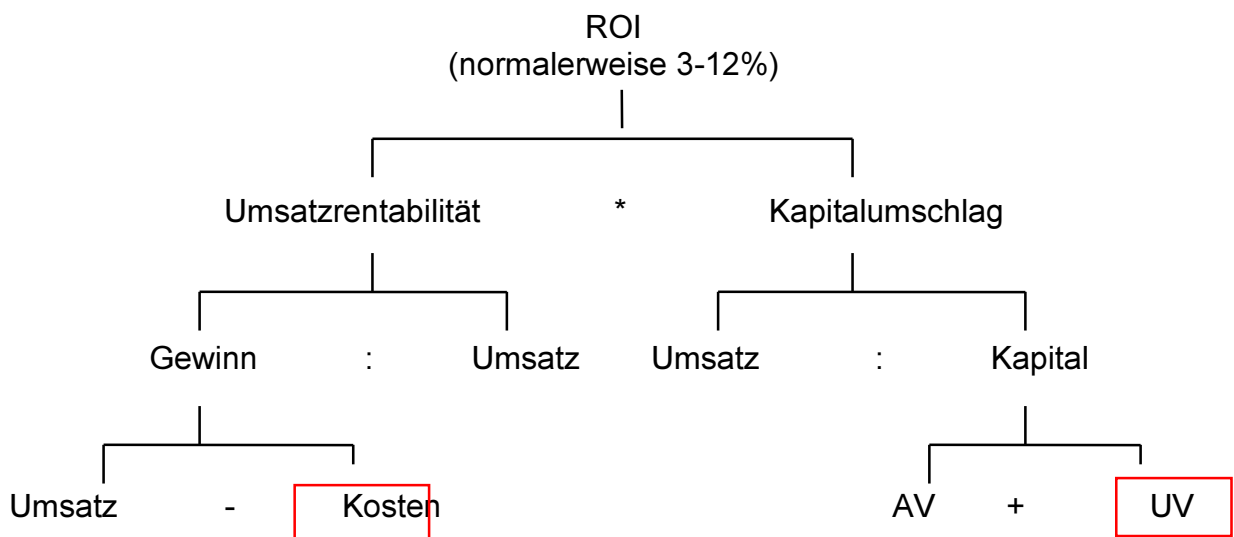 ROI
(normalerweise 3-12%)
Umsatzrentabilität * Kapitalumschlag
Gewinn : Umsatz Umsatz : Kapital
Umsatz - Kosten AV + UV